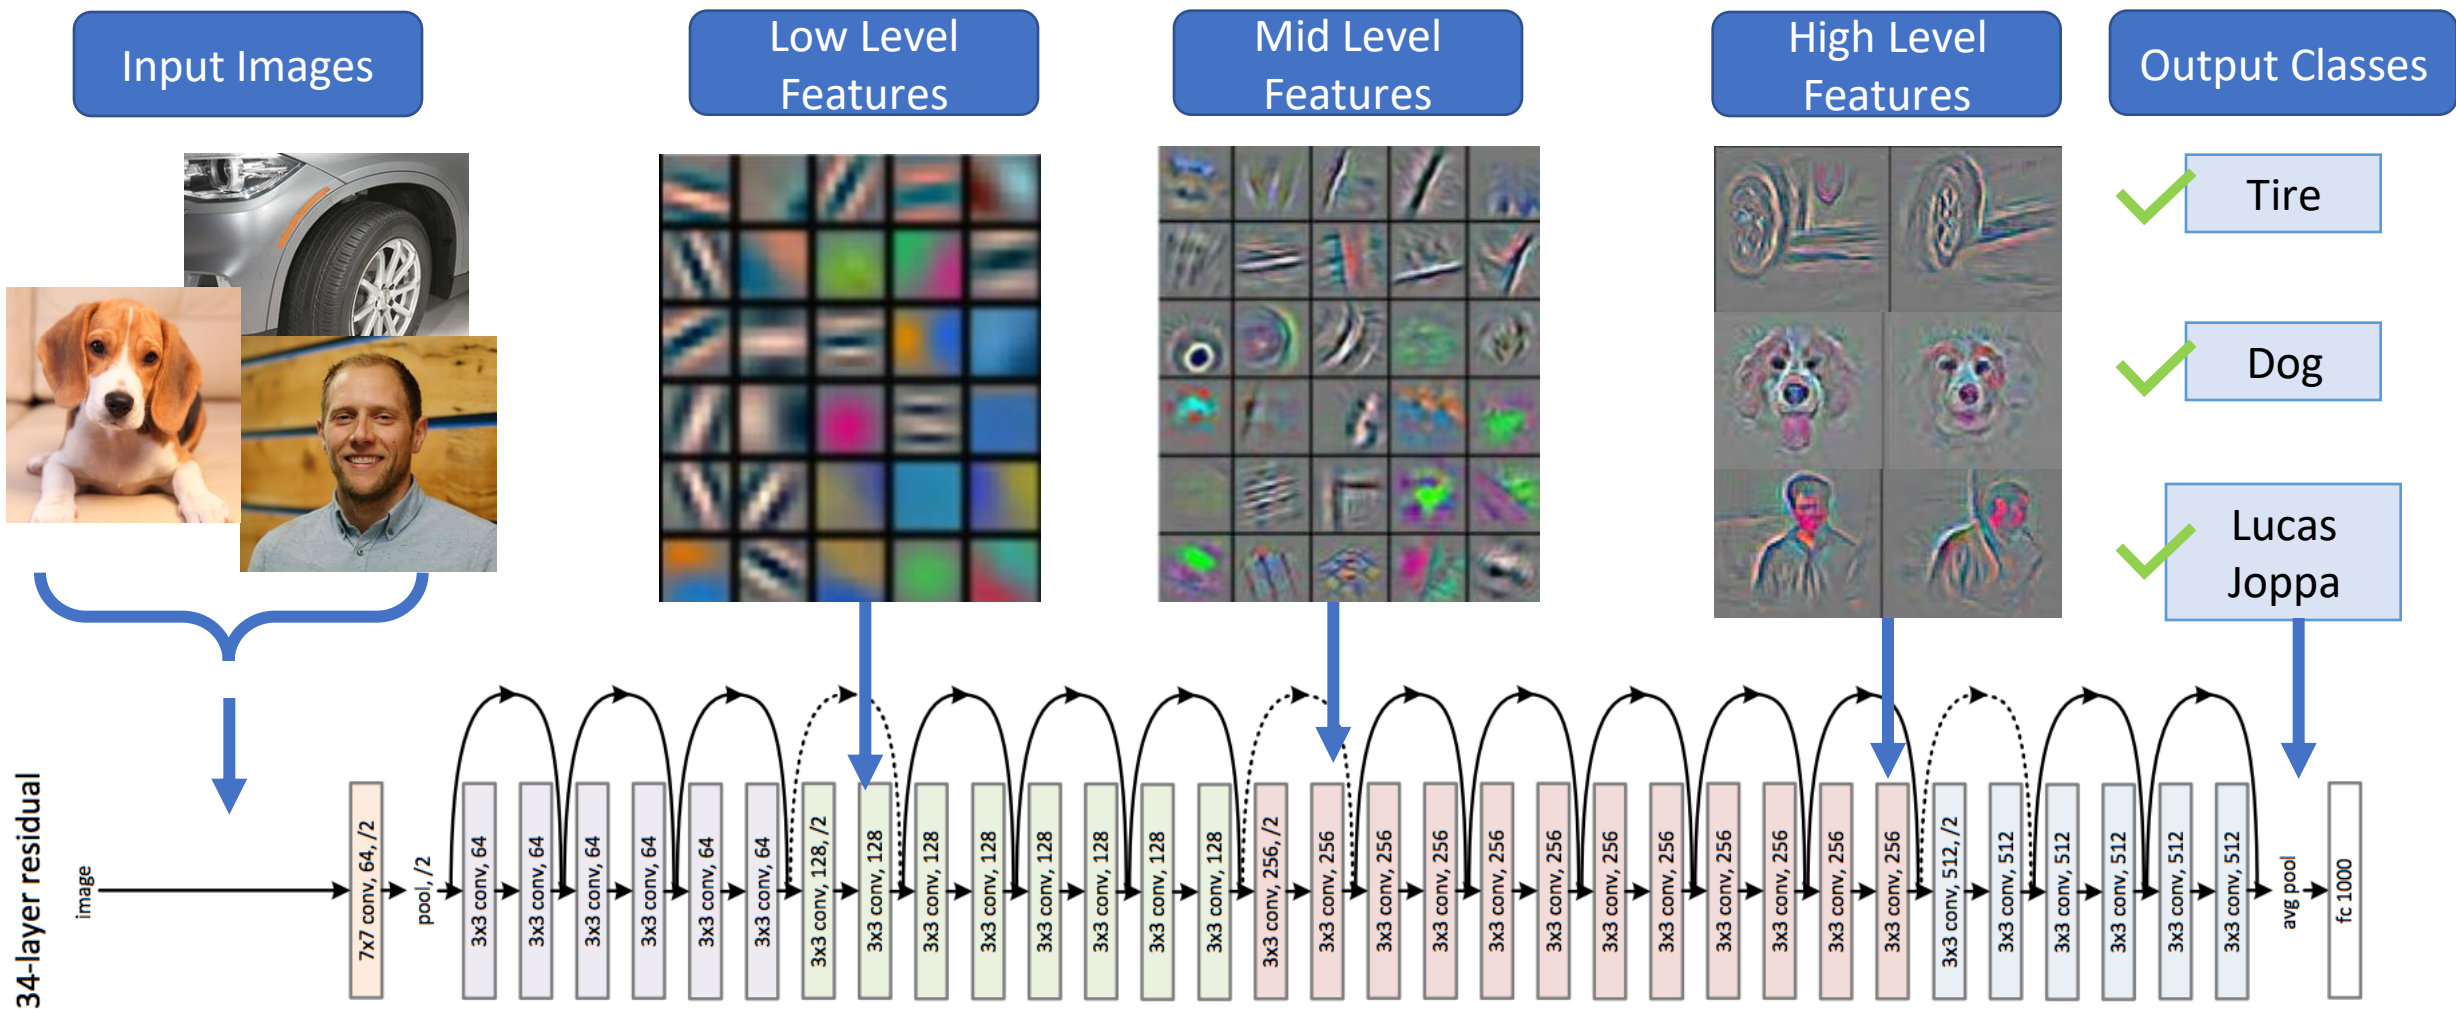 Input Images
Low Level
Features
Mid Level
Features
High Level
Features
Output Classes
Tire
Dog
Lucas
Joppa
34-layer residual
image
7x7 conv, 64, /2
pool, /2
3x3 conv, 64
3x3 conv, 64
3x3 conv, 64
3x3 conv, 64
3x3 conv, 64
3x3 conv, 64
3x3 conv, 128, /2
3x3 conv, 128
3x3 conv, 128
3x3 conv, 128
3x3 conv, 128
3x3 conv, 128
3x3 conv, 128
3x3 conv, 128
3x3 conv, 256, /2
3x3 conv, 256
3x3 conv, 256
3x3 conv, 256
3x3 conv, 256
3x3 conv, 256
3x3 conv, 256
3x3 conv, 256
3x3 conv, 256
3x3 conv, 256
3x3 conv, 256
3x3 conv, 256
3x3 conv, 512, /2
3x3 conv, 512
3x3 conv, 512
3x3 conv, 512
3x3 conv, 512
3x3 conv, 512
avg pool
fc 1000